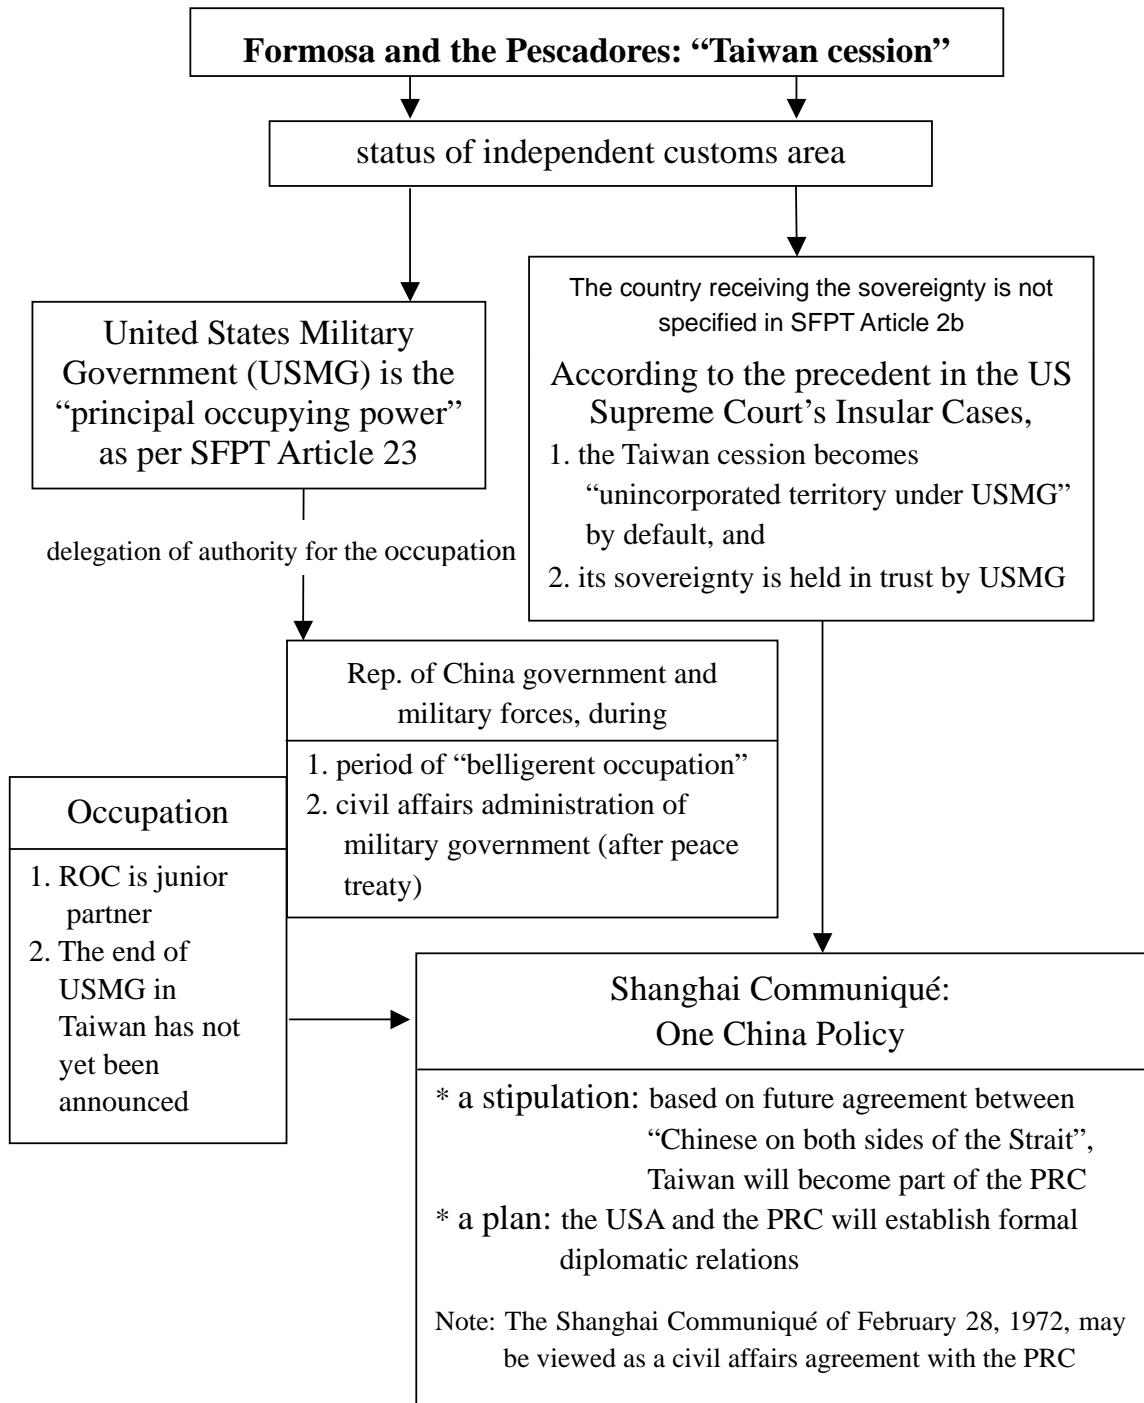 Formosa and the Pescadores: “Taiwan cession”
status of independent customs area
United States Military
Government (USMG) is the
“principal occupying power”
as per SFPT Article 23
The country receiving the sovereignty is not
specified in SFPT Article 2b
According to the precedent in the US
Supreme Court’s Insular Cases,
1. the Taiwan cession becomes
“unincorporated territory under USMG”
by default, and
2. its sovereignty is held in trust by USMG
delegation of authority for the occupation
Rep. of China government and
military forces, during
1. period of “belligerent occupation”
2. civil affairs administration of
military government (after peace
treaty)
Occupation
1. ROC is junior
partner
2. The end of
USMG in
Taiwan has not
yet been
announced
Shanghai Communiqué:
One China Policy
* a stipulation: based on future agreement between
“Chinese on both sides of the Strait”,
Taiwan will become part of the PRC
* a plan: the USA and the PRC will establish formal
diplomatic relations
Note: The Shanghai Communiqué of February 28, 1972, may
be viewed as a civil affairs agreement with the PRC